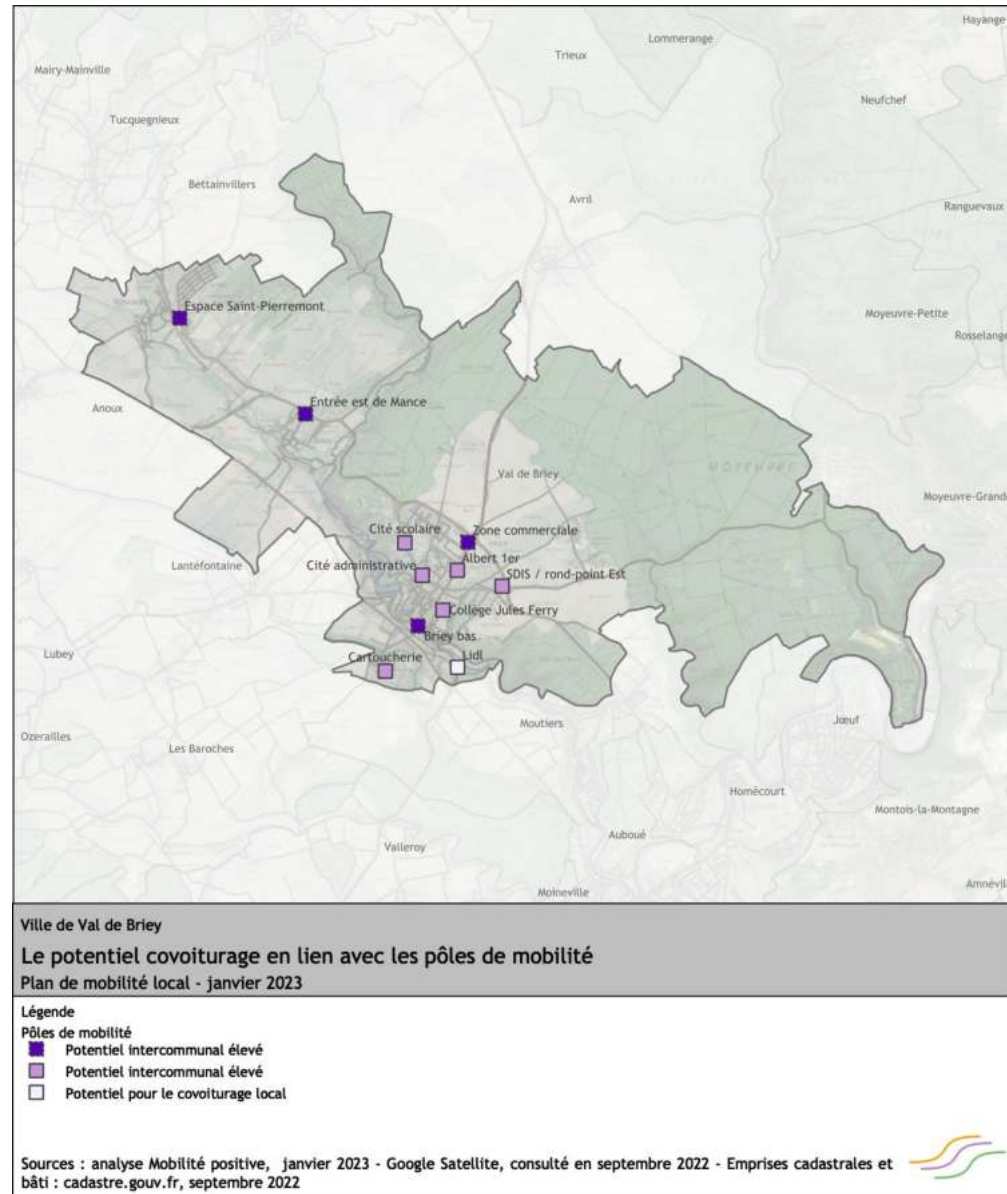 Hayange
Lommerange
Trieux
Mairy-Mainville
Neufchef
Tucquegnieux
Bettainvillers
Avril
Ranguevaux
Espace Saint-Pierremont
Moyeuvre-Petite
Rosselange
Entrée est de Mance
Anoux
MOYEUVRE
Val de Briey
Moyeuvre-Grande
Cité scolaire
Zone commerciale
Lantéfontaine
Cité administrative
Albert 1er
SDIS / rond-point Est
Collège Jules Ferry
Briey bas
Lubey
Cartoucherie
Lidl
Moutiers
Jœuf
Ozerailles
Les Baroches
Homécourt
Montois-la-Montagne
Auboué
Valleroy
Amnévil
Moineville
Ville de Val de Briey
Le potentiel covoiturage en lien avec les pôles de mobilité
Plan de mobilité local - janvier 2023
Légende
Pôles de mobilité
Potentiel intercommunal élevé
Potentiel intercommunal élevé
Potentiel pour le covoiturage local
Sources : analyse Mobilité positive, janvier 2023 - Google Satellite, consulté en septembre 2022 - Emprises cadastrales et
bâti : cadastre.gouv.fr, septembre 2022